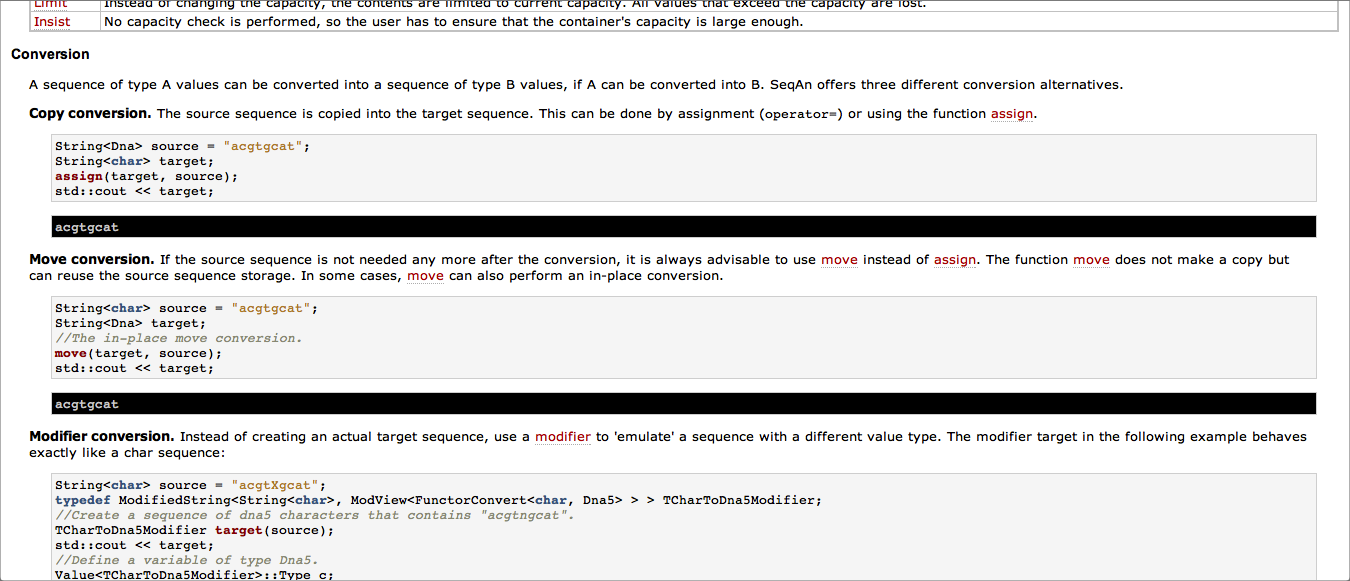 Limit Instead of changing the capacity, the contents are limited to current capacity. All values that exceed the capacity are lost.
Insist No capacity check is performed, so the user has to ensure that the container's capacity is large enough.
Conversion
A sequence of type A values can be converted into a sequence of type B values, if A can be converted into B. SeqAn offers three different conversion alternatives.
Copy conversion. The source sequence is copied into the target sequence. This can be done by assignment (operator=) or using the function assign.
String<Dna> source = "acgtgcat";
String<char> target;
assign(target, source);
std::cout << target;
acgtgcat
Move conversion. If the source sequence is not needed any more after the conversion, it is always advisable to use move instead of assign. The function move does not make a copy but
can reuse the source sequence storage. In some cases, move can also perform an in-place conversion.
String<char> source = "acgtgcat";
String<Dna> target;
//The in-place move conversion.
move(target, source);
std::cout << target;
acgtgcat
Modifier conversion. Instead of creating an actual target sequence, use a modifier to 'emulate' a sequence with a different value type. The modifier target in the following example behaves
exactly like a char sequence:
String<char> source = "acgtXgcat";
typedef ModifiedString<String<char>, ModView<FunctorConvert<char, Dna5> > > TCharToDna5Modifier;
//Create a sequence of dna5 characters that contains "acgtngcat".
TCharToDna5Modifier target(source);
std::cout << target;
//Define a variable of type Dna5.
Value<TCharToDna5Modifier>::Type c;